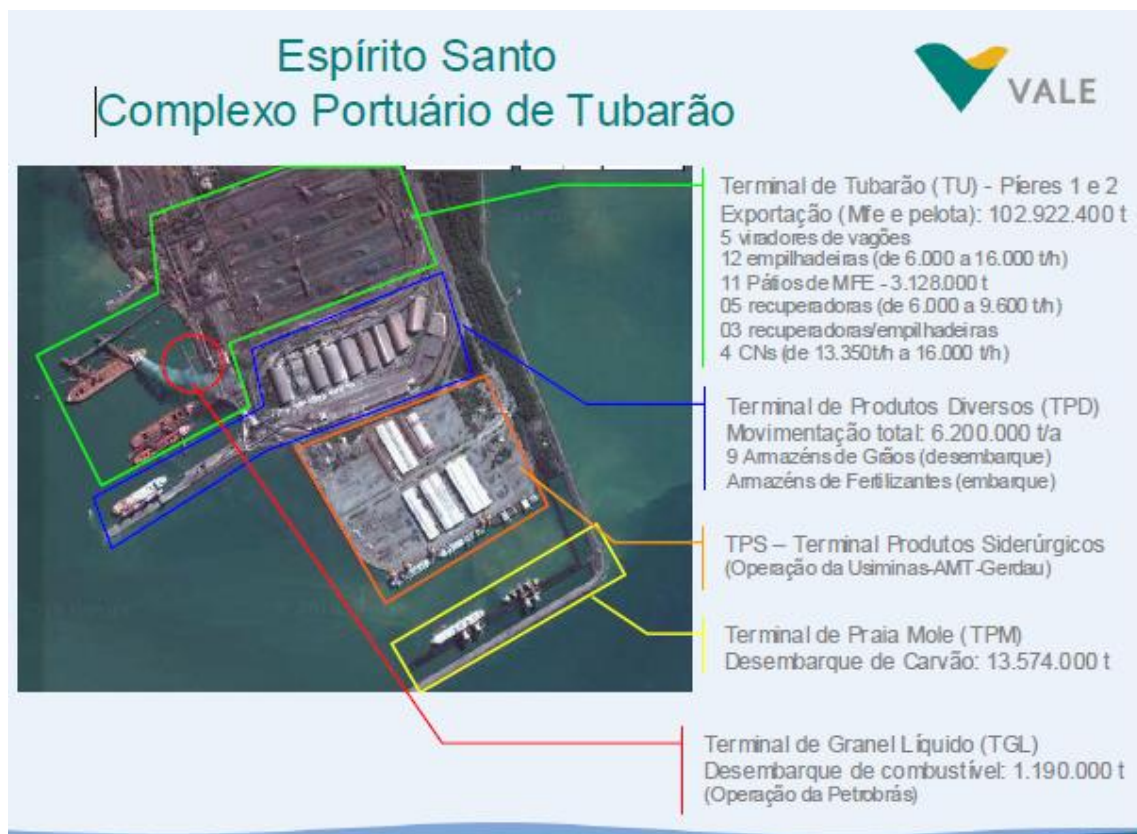 Espírito Santo
Complexo Portuário de Tubarão
VALE
Terminal de Tubarão (TU) - Píeres 1 e 2
Exportação (Mfe e pelota): 102.922.400 t
5 viradores de vagões
12 empilhadeiras (de 6.000 a 16.000 t/h)
11 Pátios de MFE - 3.128.000 t
05 recuperadoras (de 6.000 a 9.600 t/h)
03 recuperadoras/empilhadeiras
4 CNs (de 13.350t/h a 16.000 t/h)
Terminal de Produtos Diversos (TPD)
Movimentação total: 6.200.000 t/a
9 Armazéns de Grãos (desembarque)
Armazéns de Fertilizantes (embarque)
TPS – Terminal Produtos Siderúrgicos
(Operação da Usiminas-AMT-Gerdau)
Terminal de Praia Mole (TPM)
Desembarque de Carvão: 13.574.000 t
Terminal de Granel Líquido (TGL)
Desembarque de combustível: 1.190.000 t
(Operação da Petrobrás)